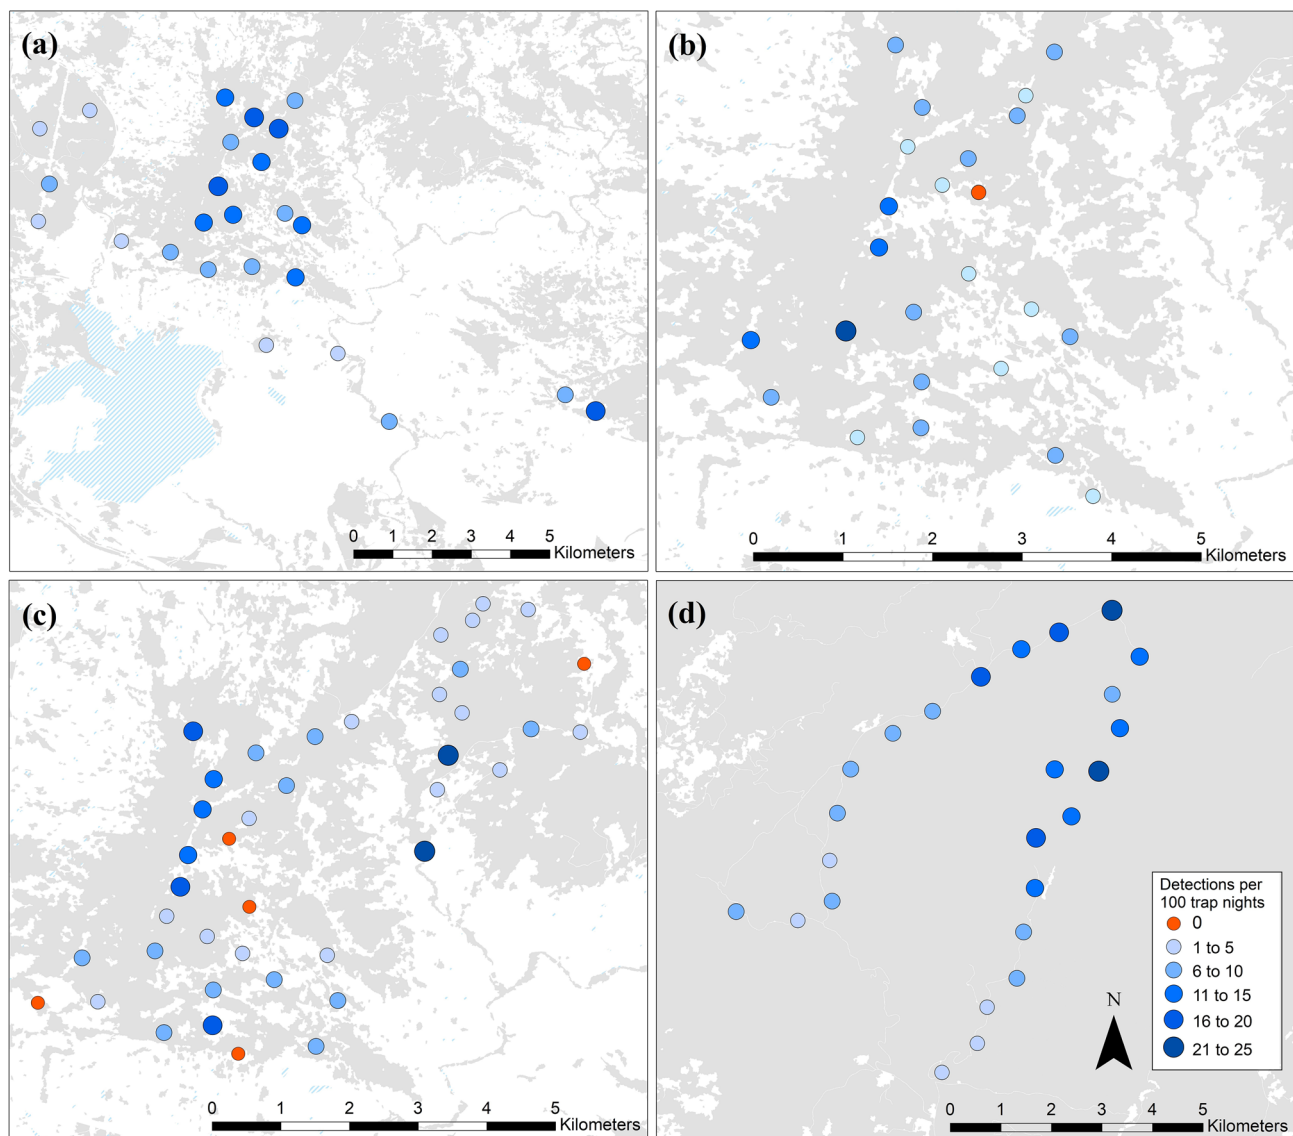 (a)
0 1 2 3 4 5
Kilometers
(b)
0 1 2 3 4 5
Kilometers
(c)
0 1 2 3 4 5
Kilometers
(d)
Detections per
100 trap nights
0
1 to 5
6 to 10
11 to 15
16 to 20
21 to 25
N
0 1 2 3 4 5
Kilometers